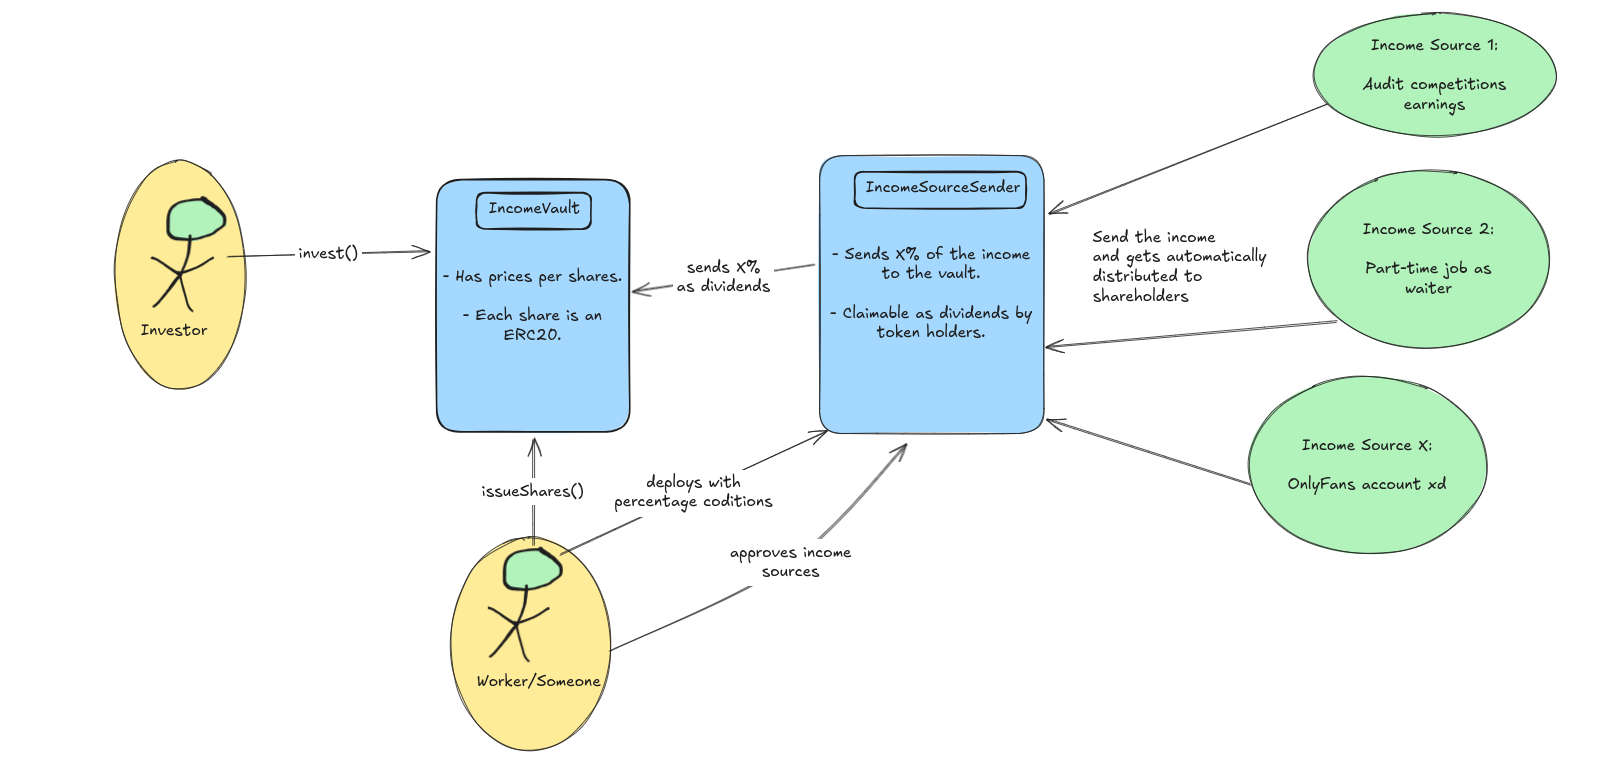 Income Source 1:
Audit competitions
earnings
IncomeSourceSender
IncomeVault
Income Source 2:
Send the income
and gets automatically
distributed to
shareholders
invest()
- Sends X% of the income
to the vault.
sends X%
as dividends
Part-time job as
waiter
- Has prices per shares.
- Each share is an
ERC20.
- Claimable as dividends by
token holders.
Investor
Income Source X:
OnlyFans account xd
issueShares()
deploys with
percentage coditions
approves income
sources
Worker/Someone